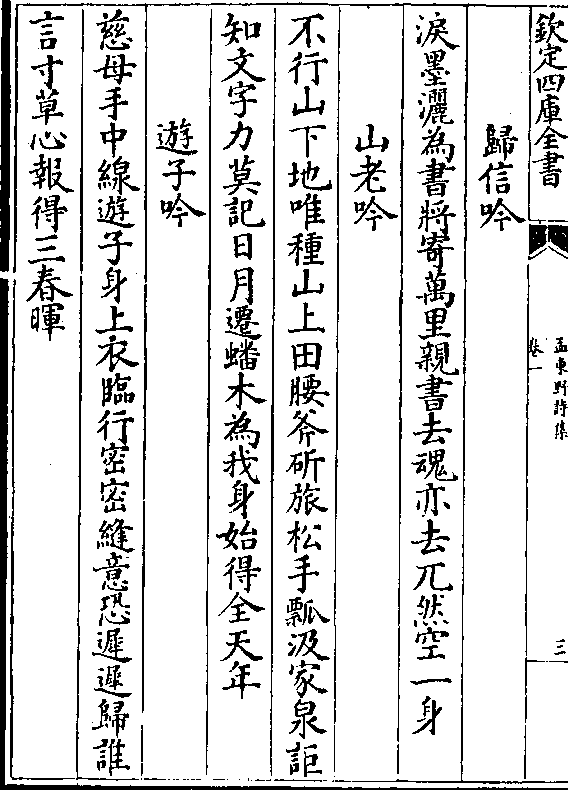 欽定四庫全書
孟東野詩集
卷一
三
歸信吟
淚墨灑為書將寄萬里親書去魂亦去兀然空一身
山老吟
不行山下地唯種山上田腰斧斫旅松手瓢汲家泉詎
知文字力莫記日月遷蟠木為我身始得全天年
遊子吟
慈母手中線遊子身上衣臨行密密縫意恐遲遲歸誰
言寸草心報得三春暉